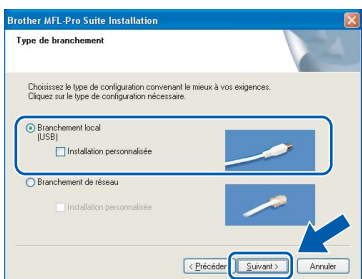 Brother MFL-Pro Suite Installation
Type de branchement
Choisissez le type de configuration convenant le mieux à vos exigences.
Cliquez sur le type de configuration nécessaire.
Branchement local
(USB)
Installation personnalisée
Branchement de réseau
Installation personnalisée
< Précéder Suivant > Annuler